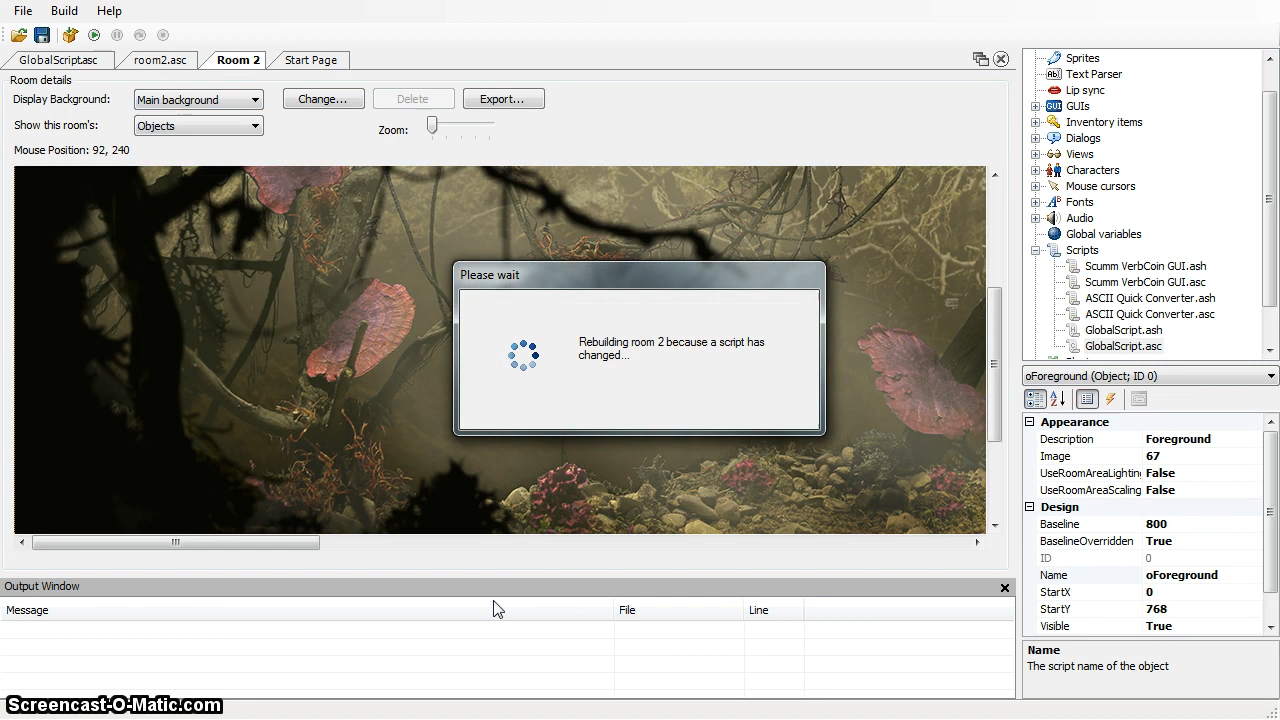 File Build Help
GlobalScript.asc room2.asc Room 2 Start Page
Room details
Display Background: Main background Change... Delete Export...
Show this room's: Objects Zoom:
Mouse Position: 92, 240
Please wait
Rebuilding room 2 because a script has
changed...
Output Window
Message File Line
Sprites
Text Parser
Lip sync
GUIs
Inventory items
Dialogs
Views
Characters
Mouse cursors
Fonts
Audio
Global variables
Scripts
Scumm VerbCoin GUI.ash
Scumm VerbCoin GUI.asc
ASCII Quick Converter.ash
ASCII Quick Converter.asc
GlobalScript.ash
GlobalScript.asc
oForeground (Object; ID 0)
Appearance
Description Foreground
Image 67
UseRoomAreaLighting False
UseRoomAreaScaling False
Design
Baseline 800
BaselineOverridden True
ID 0
Name oForeground
StartX 0
StartY 768
Visible True
Name
The script name of the object
Screencast-O-Matic.com